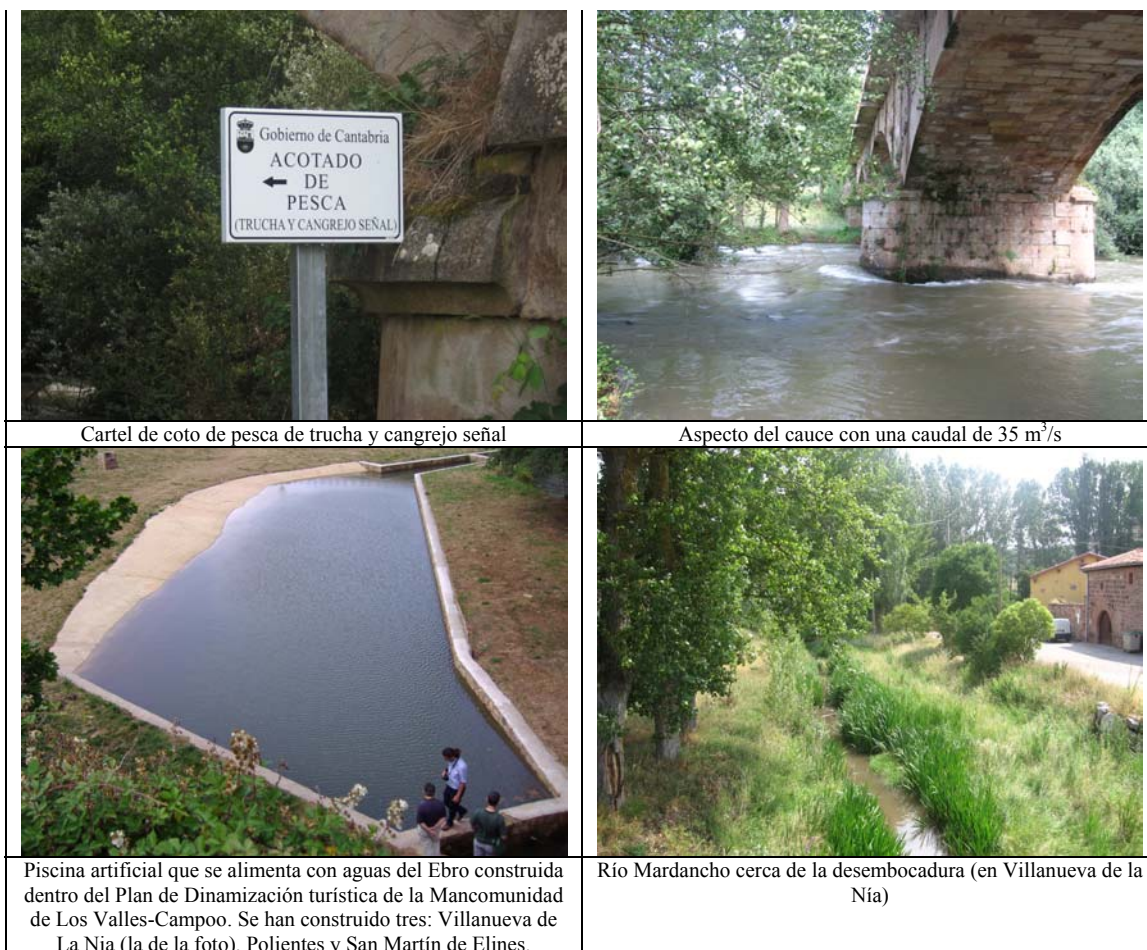 Gobierno de Cantabria
ACOTADO
DE
PESCA
(TRUCHA Y CANGREJO SEÑAL)
Cartel de coto de pesca de trucha y cangrejo señal
Aspecto del cauce con una caudal de 35 m³/s
Piscina artificial que se alimenta con aguas del Ebro construida
dentro del Plan de Dinamización turística de la Mancomunidad
de Los Valles-Campoo. Se han construido tres: Villanueva de
La Nia (la de la foto), Polientes y San Martín de Elines.
Río Mardancho cerca de la desembocadura (en Villanueva de la
Nía)